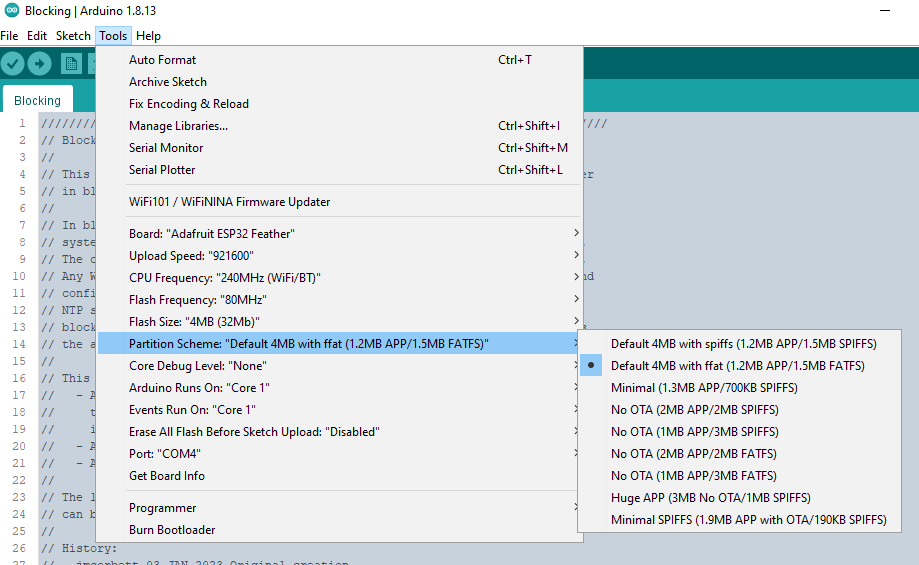 Blocking | Arduino 1.8.13
File Edit Sketch Tools Help
Auto Format Ctrl+T
Archive Sketch
Fix Encoding & Reload
Manage Libraries... Ctrl+Shift+I
Serial Monitor Ctrl+Shift+M
Serial Plotter Ctrl+Shift+L
WiFi101 / WiFiNINA Firmware Updater
Board: "Adafruit ESP32 Feather"
Upload Speed: "921600"
CPU Frequency: "240MHz (WiFi/BT)"
Flash Frequency: "80MHz"
Flash Size: "4MB (32Mb)"
Partition Scheme: "Default 4MB with ffat (1.2MB APP/1.5MB FATFS)"
Core Debug Level: "None"
Arduino Runs On: "Core 1"
Events Run On: "Core 1"
Erase All Flash Before Sketch Upload: "Disabled"
Port: "COM4"
Get Board Info
Programmer
Burn Bootloader
Default 4MB with spiffs (1.2MB APP/1.5MB SPIFFS)
Default 4MB with ffat (1.2MB APP/1.5MB FATFS)
Minimal (1.3MB APP/700KB SPIFFS)
No OTA (2MB APP/2MB SPIFFS)
No OTA (1MB APP/3MB SPIFFS)
No OTA (2MB APP/2MB FATFS)
No OTA (1MB APP/3MB FATFS)
Huge APP (3MB No OTA/1MB SPIFFS)
Minimal SPIFFS (1.9MB APP with OTA/190KB SPIFFS)
Blocking
1 ///////// ////
2 // Block
3 //
4 // This er
5 // in bl
6 //
7 // In bl
8 // syste
9 // The c
10 // Any W nd
11 // confi
12 // NTP s
13 // block s
14 // the a
15 //
16 // This
17 // - A
18 // t
19 // i
20 // - A
21 // - A
22 //
23 // The l
24 // can b
25 //
26 // History:
27 // - jmcorbett 03-JAN-2023 Original creation